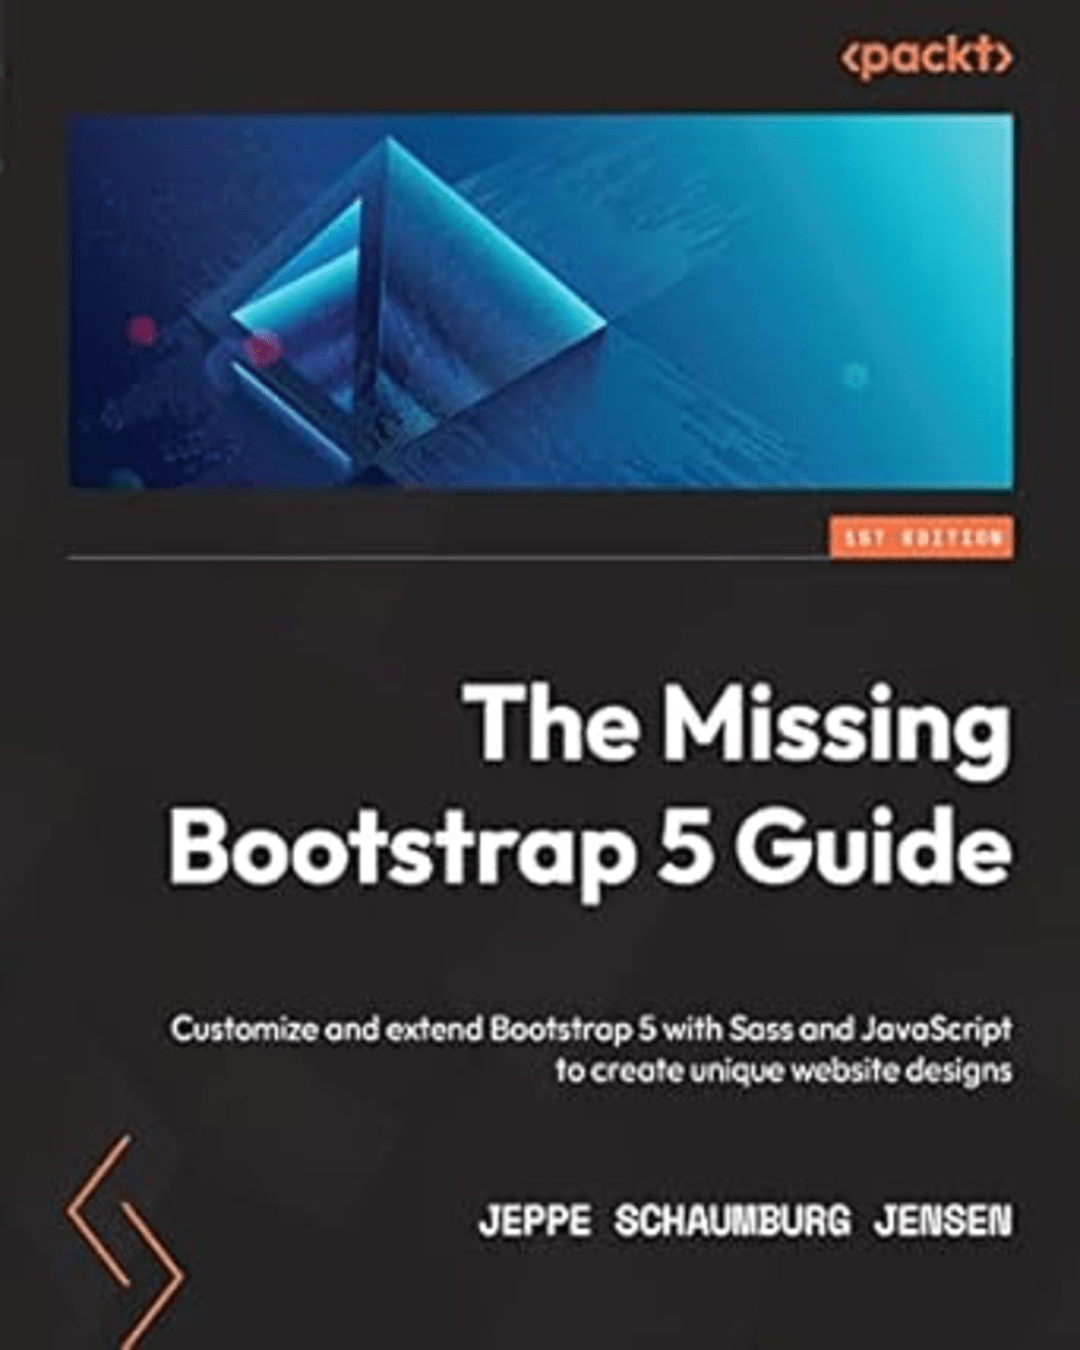 <packt>
1ST EDITION
The Missing
Bootstrap 5 Guide
Customize and extend Bootstrap 5 with Sass and JavaScript
to create unique website designs
JEPPE SCHAUMBURG JENSEN